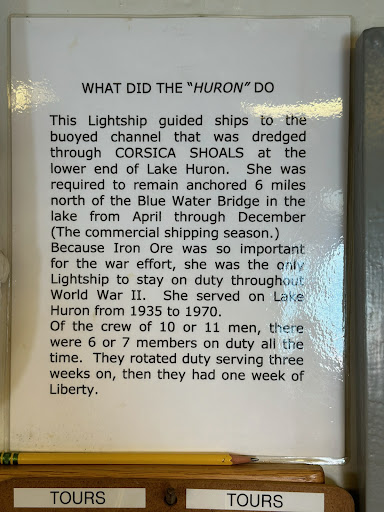 WHAT DID THE "HURON" DO
This Lightship guided ships to the
buoyed channel that was dredged
through CORSICA SHOALS at the
lower end of Lake Huron. She was
required to remain anchored 6 miles
north of the Blue Water Bridge in the
lake from April through December
(The commercial shipping season.)
Because Iron Ore was so important
for the war effort, she was the only
Lightship to stay on duty throughout
World War II. She served on Lake
Huron from 1935 to 1970.
Of the crew of 10 or 11 men, there
were 6 or 7 members on duty all the
time. They rotated duty serving three
weeks on, then they had one week of
Liberty.
TOURS TOURS